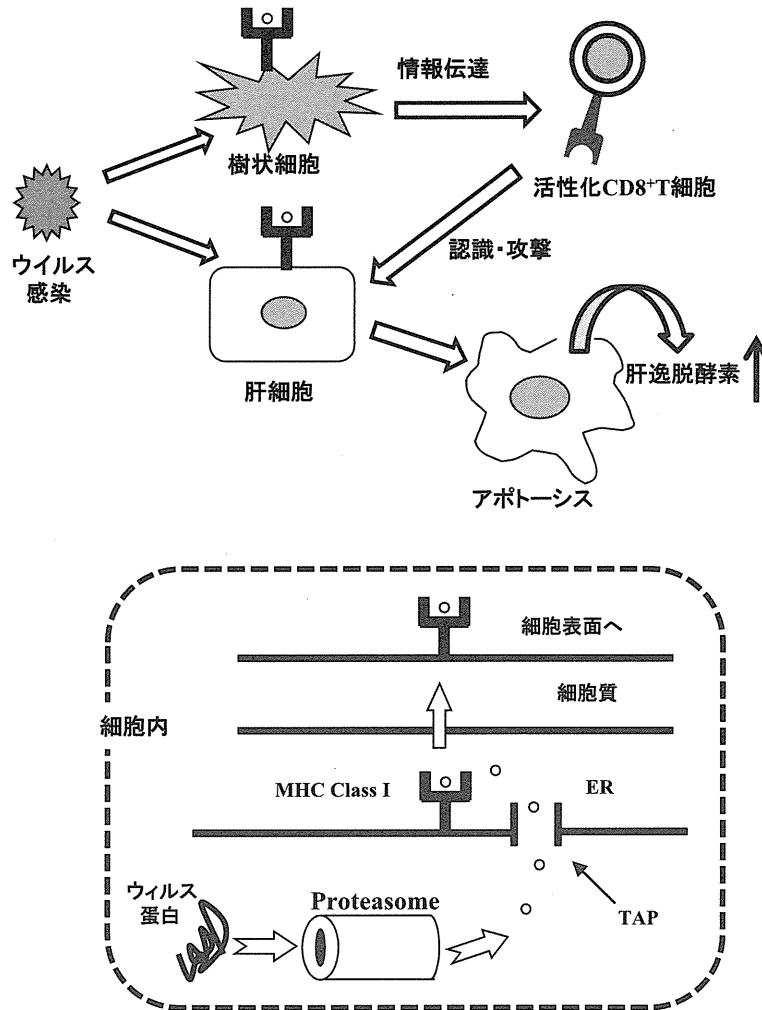 情報伝達
樹状細胞
活性化CD8⁺T細胞
ウイルス
感染
認識・攻撃
肝細胞
肝逸脱酵素
アポトーシス
細胞表面へ
細胞質
細胞内
MHC Class I
ER
ウィルス
蛋白
Proteasome
TAP